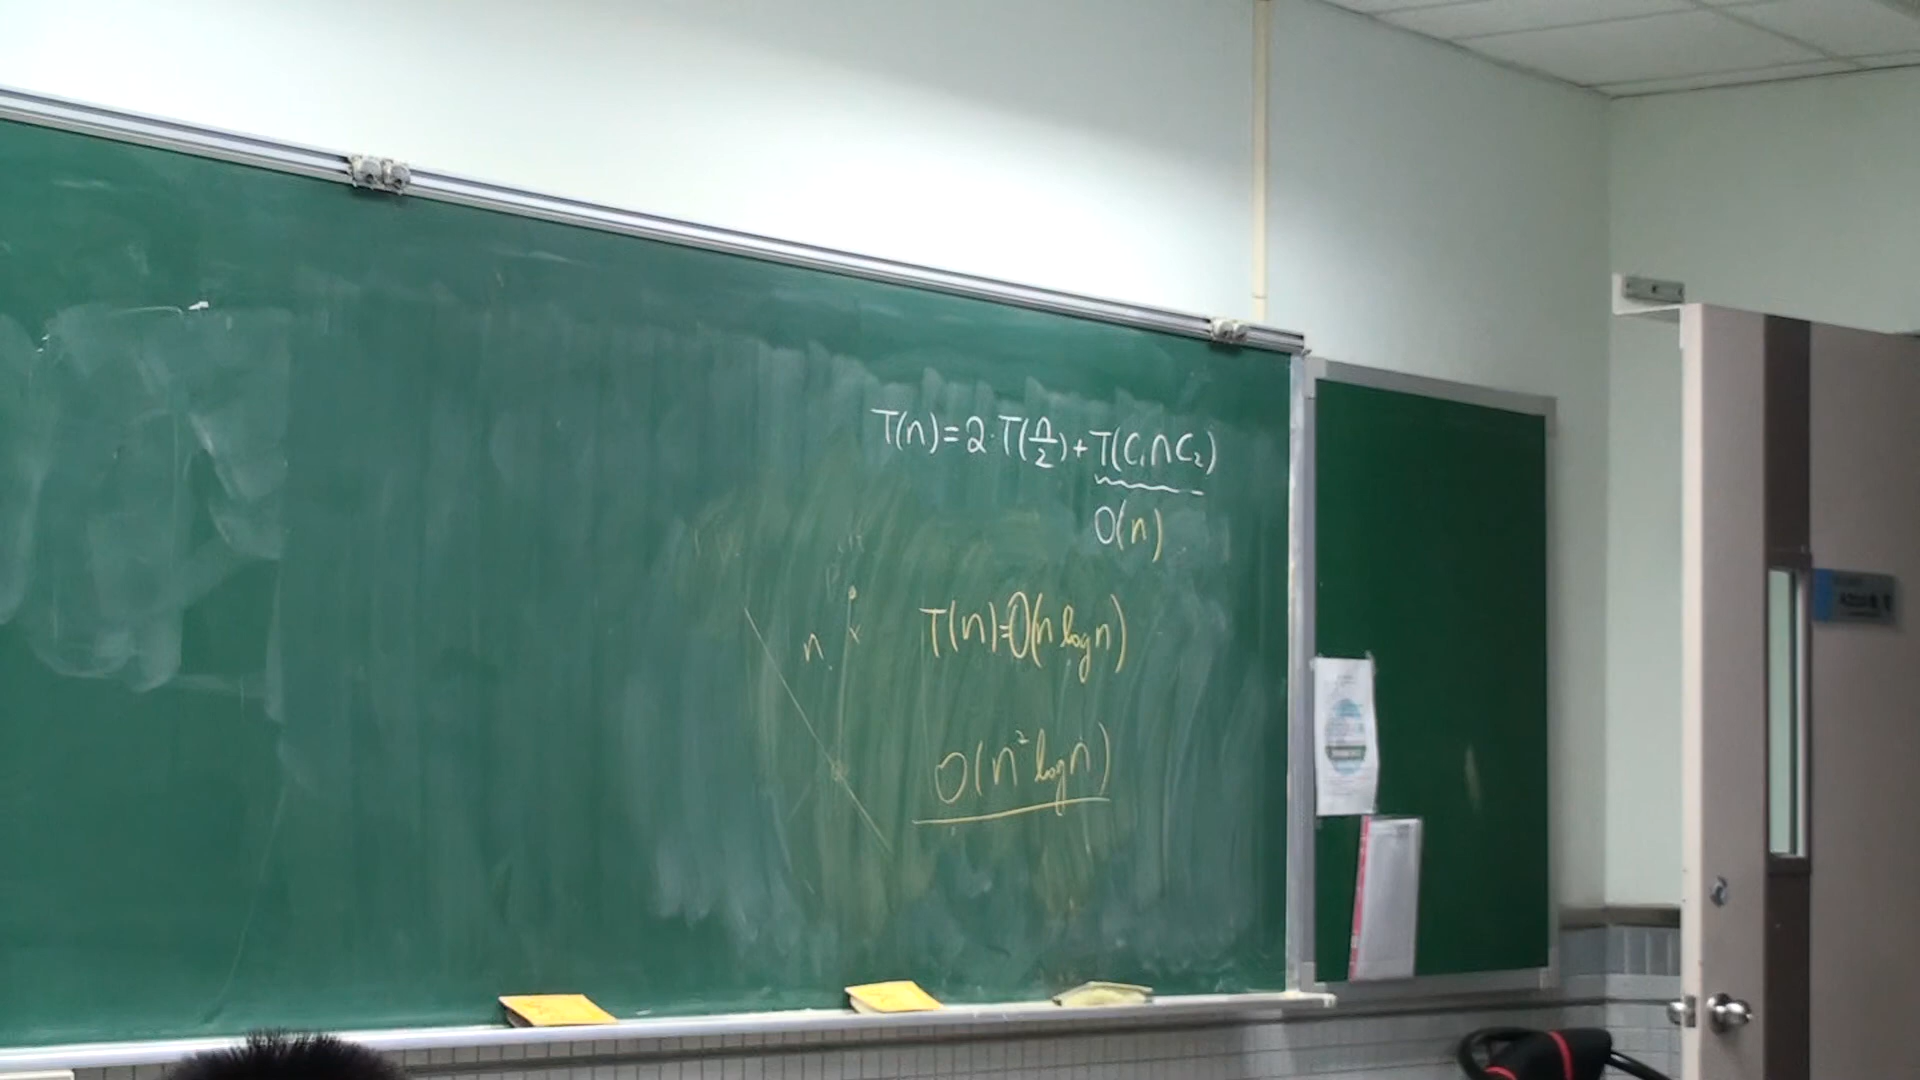 T(n)=2·T(n/2)+T(C₁∩C₂)
O(n)
n
T(n)=O(n log n)
O(n² log n)